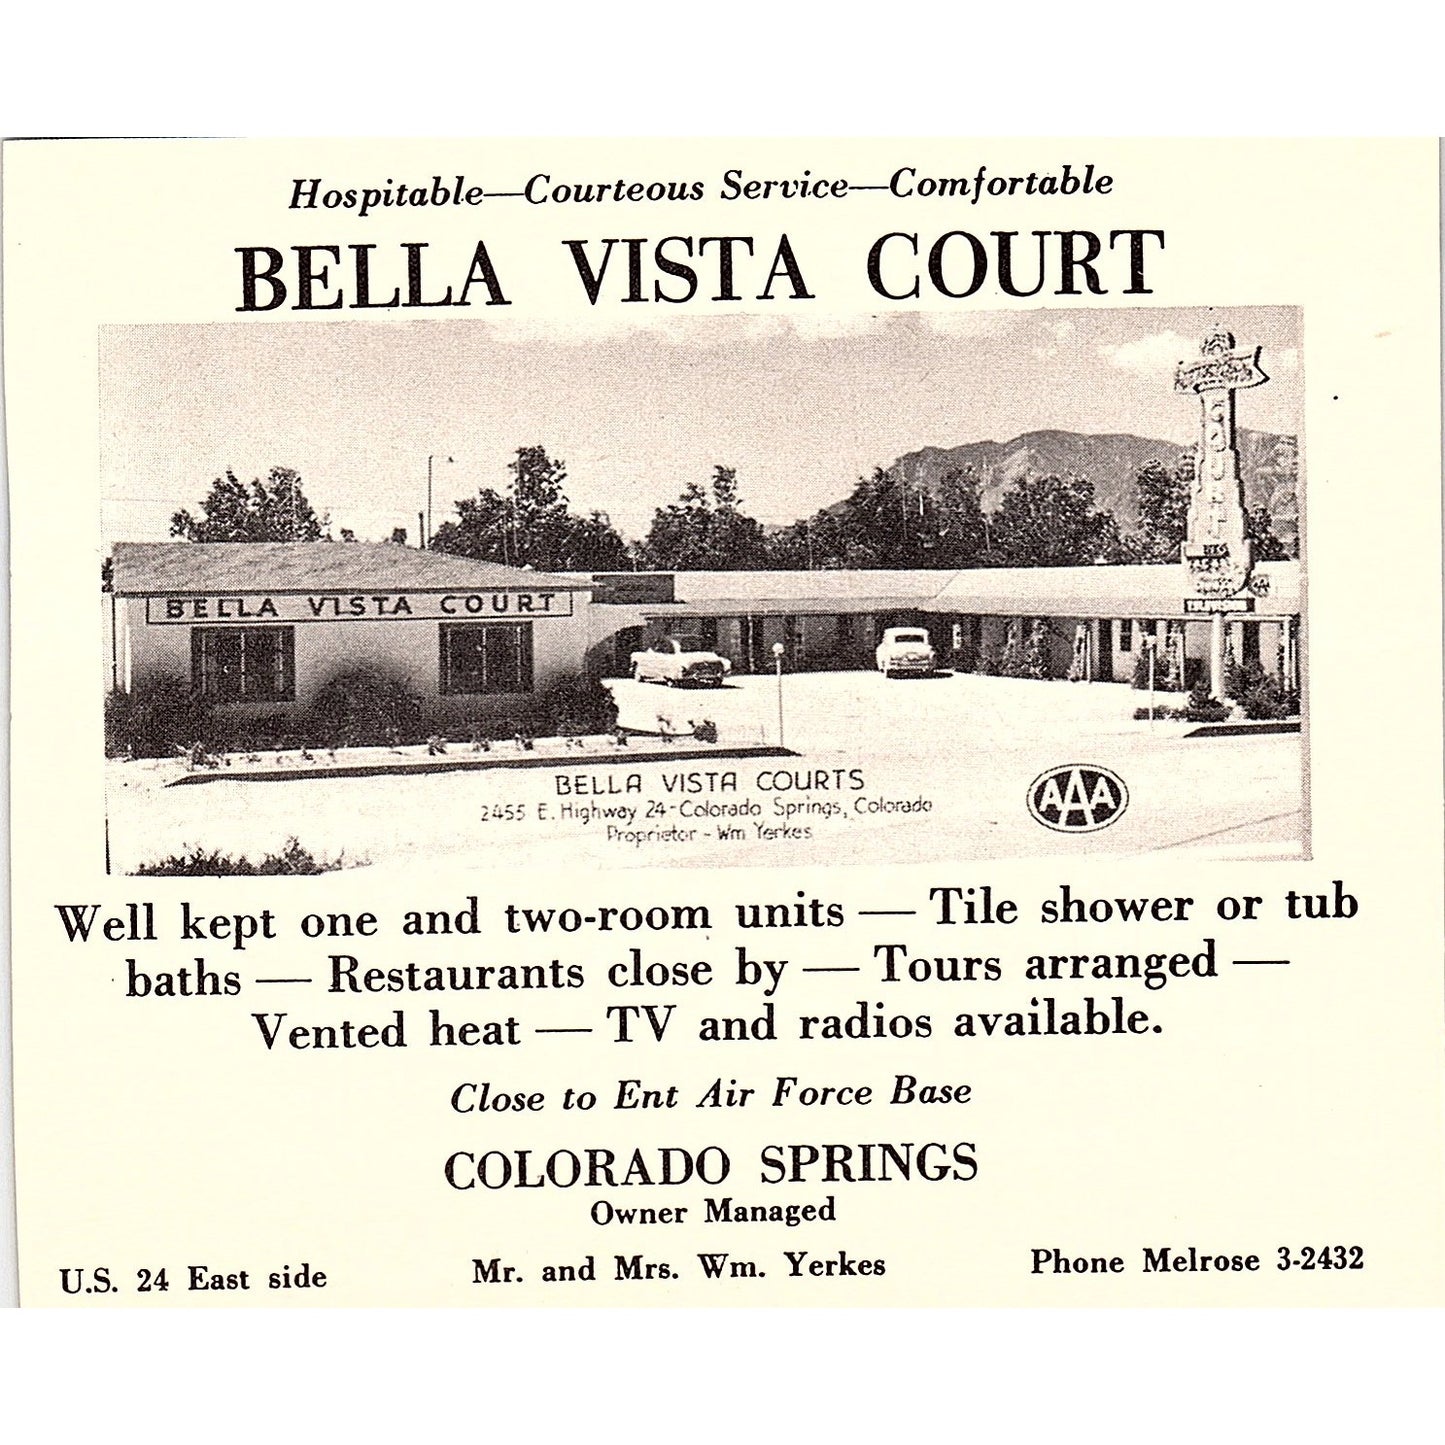 Hospitable—Courteous Service—Comfortable
BELLA VISTA COURT
COURT
BELLA VISTA COURT
BELLA VISTA COURTS
2455 E. Highway 24-Colorado Springs, Colorado
Proprietor - Wm Yerkes
AAA
Well kept one and two-room units — Tile shower or tub
baths — Restaurants close by — Tours arranged —
Vented heat — TV and radios available.
Close to Ent Air Force Base
COLORADO SPRINGS
Owner Managed
U.S. 24 East side
Mr. and Mrs. Wm. Yerkes
Phone Melrose 3-2432